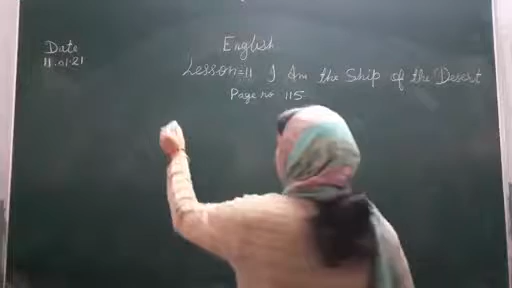 Date
11.01.21
English
Lesson=11 I Am the Ship of the Desert
Page no 115